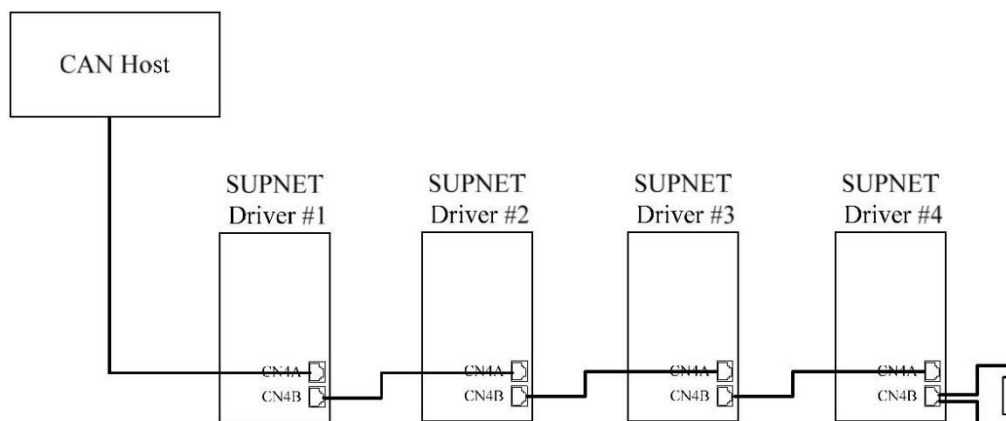 CAN Host
SUPNET
Driver #1
SUPNET
Driver #2
SUPNET
Driver #3
SUPNET
Driver #4
CN4A
CN4B
CN4A
CN4B
CN4A
CN4B
CN4A
CN4B